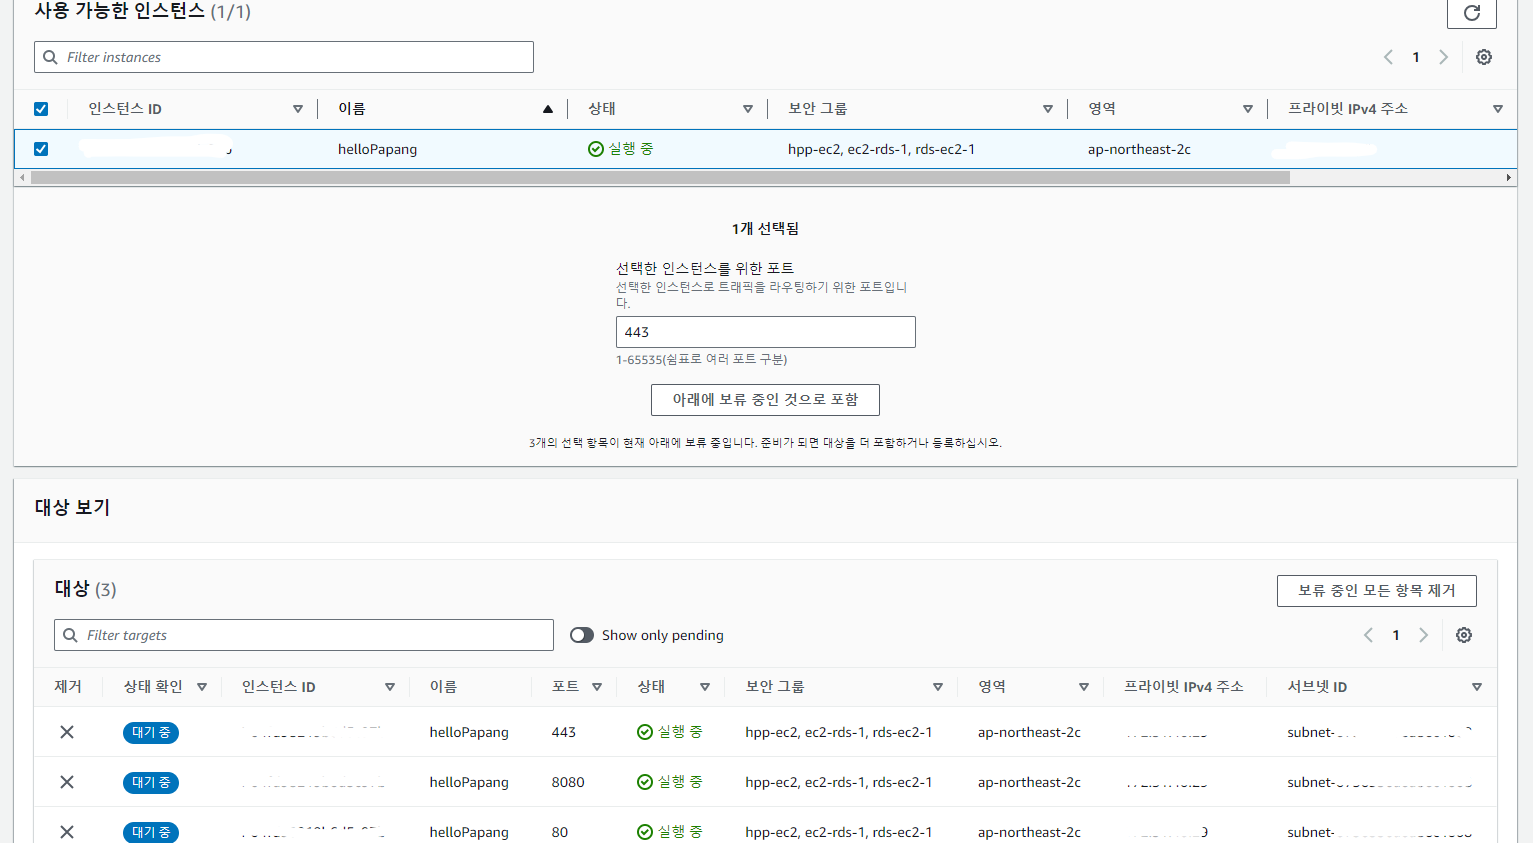 사용 가능한 인스턴스 (1/1)
Filter instances
1
인스턴스 ID 이름 상태 보안 그룹 영역 프라이빗 IPv4 주소
helloPapang 실행 중 hpp-ec2, ec2-rds-1, rds-ec2-1 ap-northeast-2c
1개 선택됨
선택한 인스턴스를 위한 포트
선택한 인스턴스로 트래픽을 라우팅하기 위한 포트입니
다.
443
1-65535(쉼표로 여러 포트 구분)
아래에 보류 중인 것으로 포함
3개의 선택 항목이 현재 아래에 보류 중입니다. 준비가 되면 대상을 더 포함하거나 등록하십시오.
대상 보기
대상 (3)
보류 중인 모든 항목 제거
Filter targets Show only pending 1
제거 상태 확인 인스턴스 ID 이름 포트 상태 보안 그룹 영역 프라이빗 IPv4 주소 서브넷 ID
대기 중 helloPapang 443 실행 중 hpp-ec2, ec2-rds-1, rds-ec2-1 ap-northeast-2c subnet-
대기 중 helloPapang 8080 실행 중 hpp-ec2, ec2-rds-1, rds-ec2-1 ap-northeast-2c subnet-
대기 중 helloPapang 80 실행 중 hpp-ec2, ec2-rds-1, rds-ec2-1 ap-northeast-2c subnet-